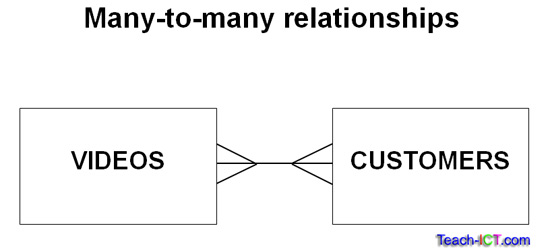 Many-to-many relationships
VIDEOS
CUSTOMERS
Teach-ICT.com